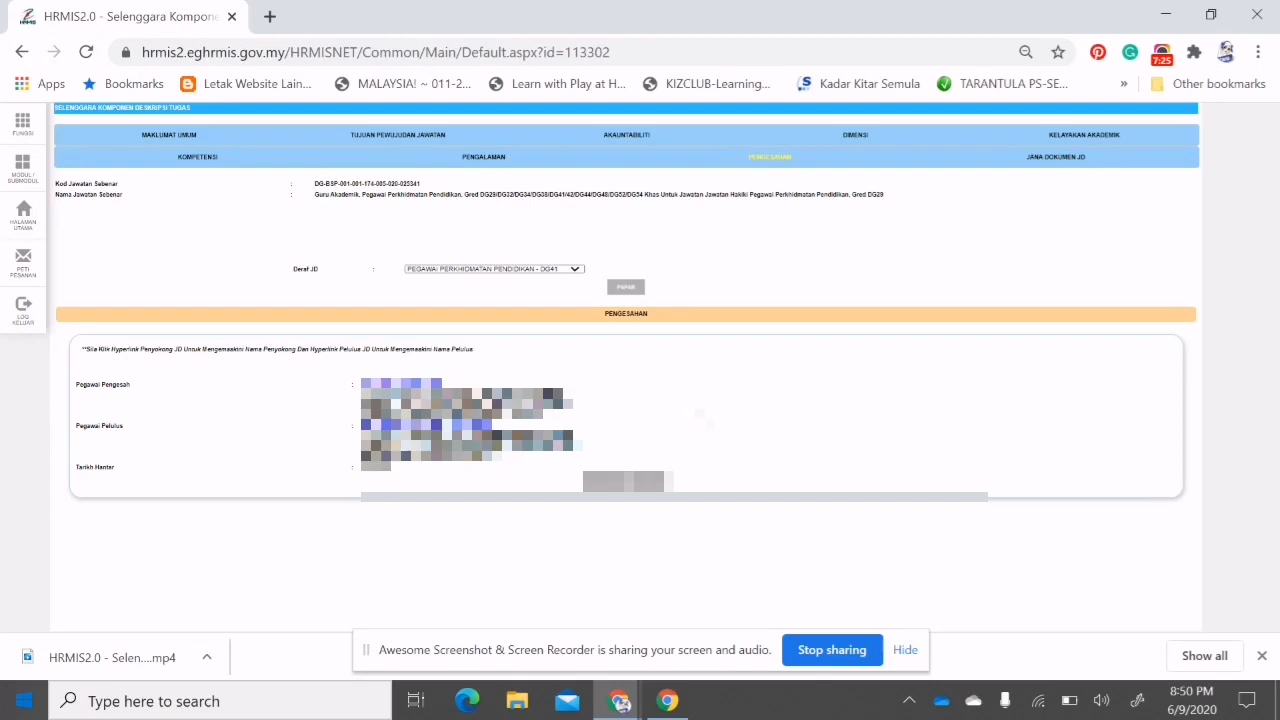 HRMIS2.0 - Selenggara Kompone
hrmis2.eghrmis.gov.my/HRMISNET/Common/Main/Default.aspx?id=113302
7:25
Apps
Bookmarks
Letak Website Lain...
MALAYSIA! ~ 011-2...
Learn with Play at H...
KIZCLUB-Learning...
Kadar Kitar Semula
TARANTULA PS-SE...
»
Other bookmarks
SELENGGARA KOMPONEN DESKRIPSI TUGAS
FUNGSI
MODUL /
SUBMODUL
HALAMAN
UTAMA
PETI
PESANAN
LOG
KELUAR
MAKLUMAT UMUM
TUJUAN PEWUJUDAN JAWATAN
AKAUNTABILITI
DIMENSI
KELAYAKAN AKADEMIK
KOMPETENSI
PENGALAMAN
PENGESAHAN
JANA DOKUMEN JD
Kod Jawatan Sebenar : DG-BSP-001-001-174-005-020-025341
Nama Jawatan Sebenar : Guru Akademik, Pegawai Perkhidmatan Pendidikan, Gred DG29/DG32/DG34/DG38/DG41/42/DG44/DG48/DG52/DG54 Khas Untuk Jawatan Jawatan Hakiki Pegawai Perkhidmatan Pendidikan, Gred DG29
Deraf JD : PEGAWAI PERKHIDMATAN PENDIDIKAN - DG41
PAPAR
PENGESAHAN
**Sila Klik Hyperlink Penyokong JD Untuk Mengemaskini Nama Penyokong Dan Hyperlink Pelulus JD Untuk Mengemaskini Nama Pelulus
Pegawai Pengesah :
Pegawai Pelulus :
Tarikh Hantar :
HRMIS2.0 - Selen....mp4
Awesome Screenshot & Screen Recorder is sharing your screen and audio.
Stop sharing
Hide
Show all
Type here to search
8:50 PM
6/9/2020